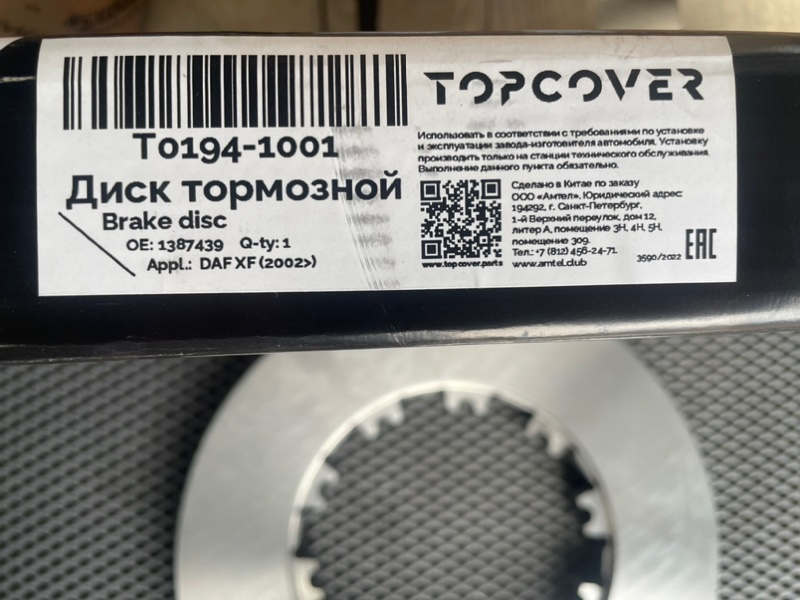 TOPCOVER
T0194-1001
Диск тормозной
Brake disc
OE: 1387439 Q-ty: 1
Appl.: DAF XF (2002>)
Использовать в соответствии с требованиями по установке
и эксплуатации завода-изготовителя автомобиля. Установку
производить только на станции технического обслуживания.
Выполнение данного пункта обязательно.
Сделано в Китае по заказу
ООО «Амтел». Юридический адрес:
194292, г. Санкт-Петербург,
1-й Верхний переулок, дом 12,
литер А, помещение 3Н, 4Н, 5Н,
помещение 309.
Тел.: +7 (812) 456-24-71.
www.topcover.parts www.amtel.club
3590/2022 EAC